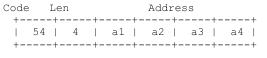 Code Len Address
+-----+-----+-----+-----+-----+-----+
| 54 | 4 | a1 | a2 | a3 | a4 |
+-----+-----+-----+-----+-----+-----+